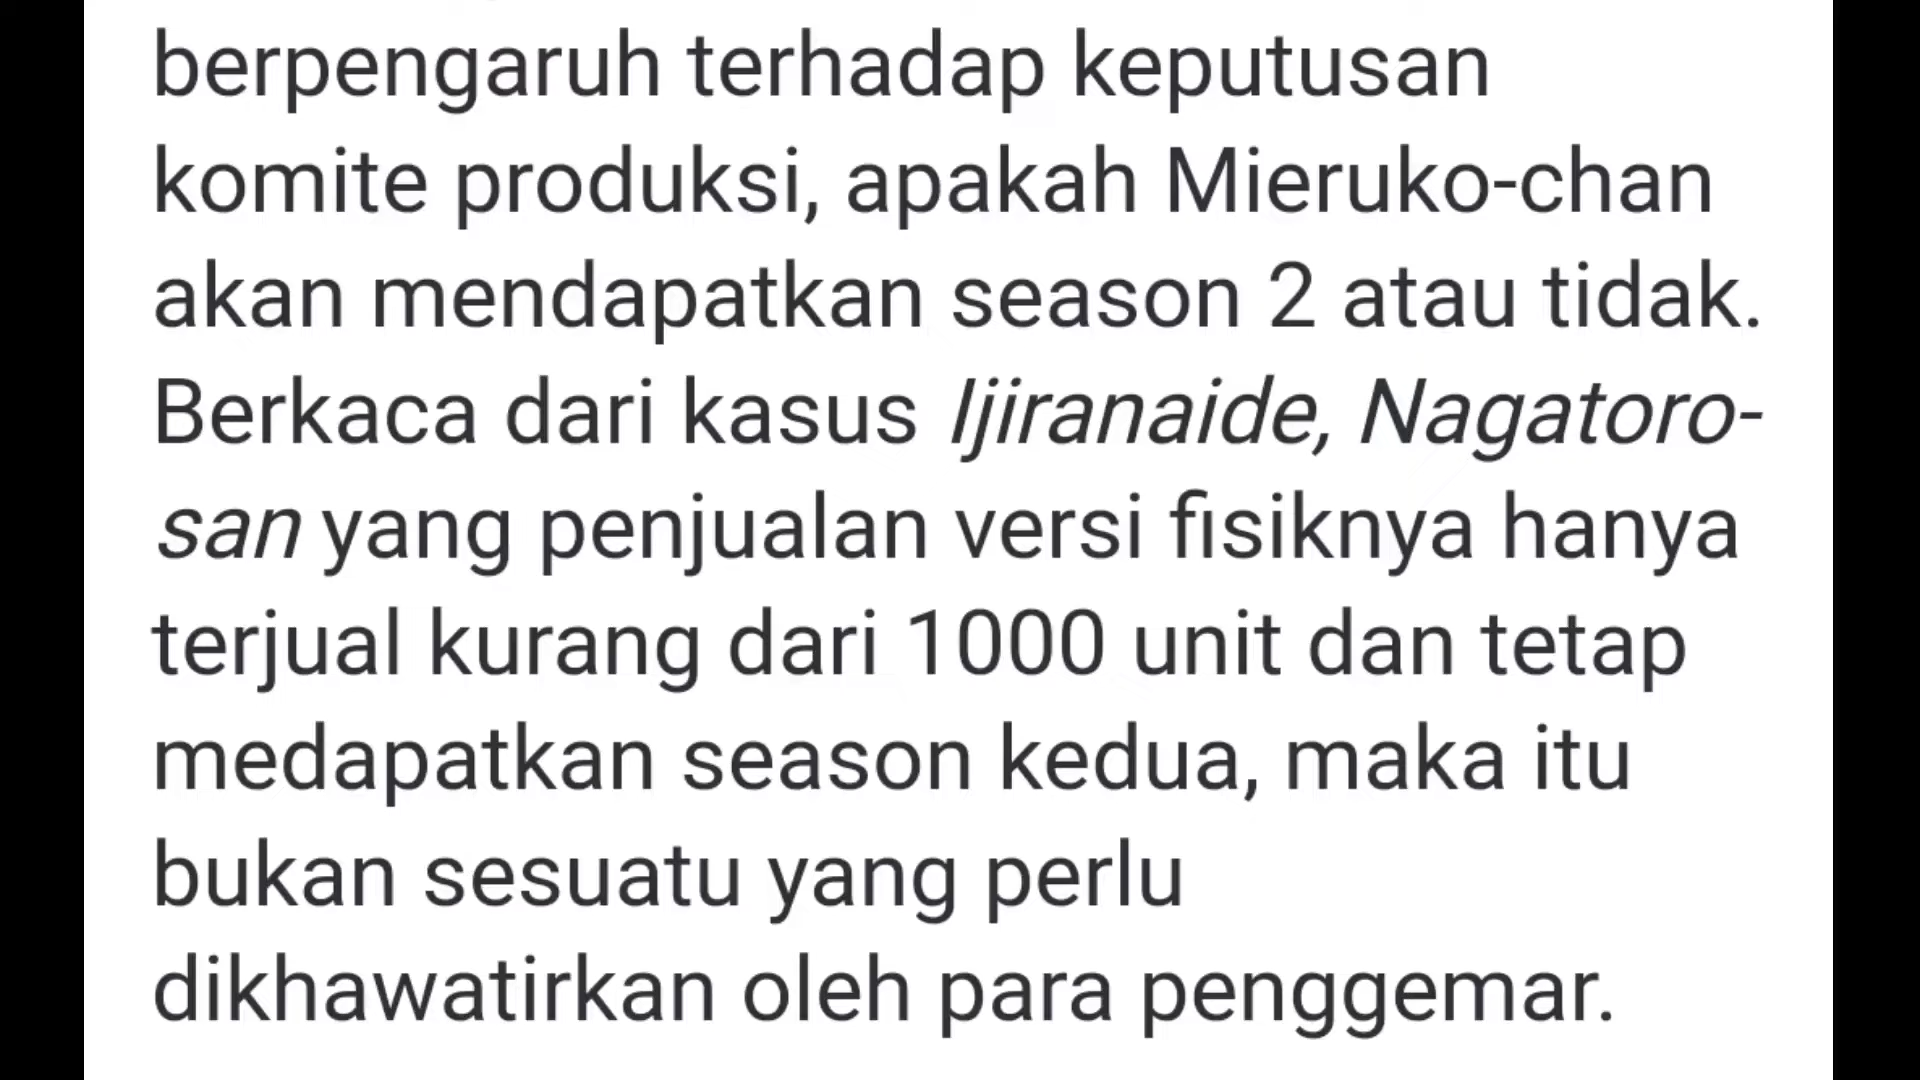 berpengaruh terhadap keputusan
komite produksi, apakah Mieruko-chan
akan mendapatkan season 2 atau tidak.
Berkaca dari kasus Ijiranaide, Nagatoro-
san yang penjualan versi fisiknya hanya
terjual kurang dari 1000 unit dan tetap
medapatkan season kedua, maka itu
bukan sesuatu yang perlu
dikhawatirkan oleh para penggemar.